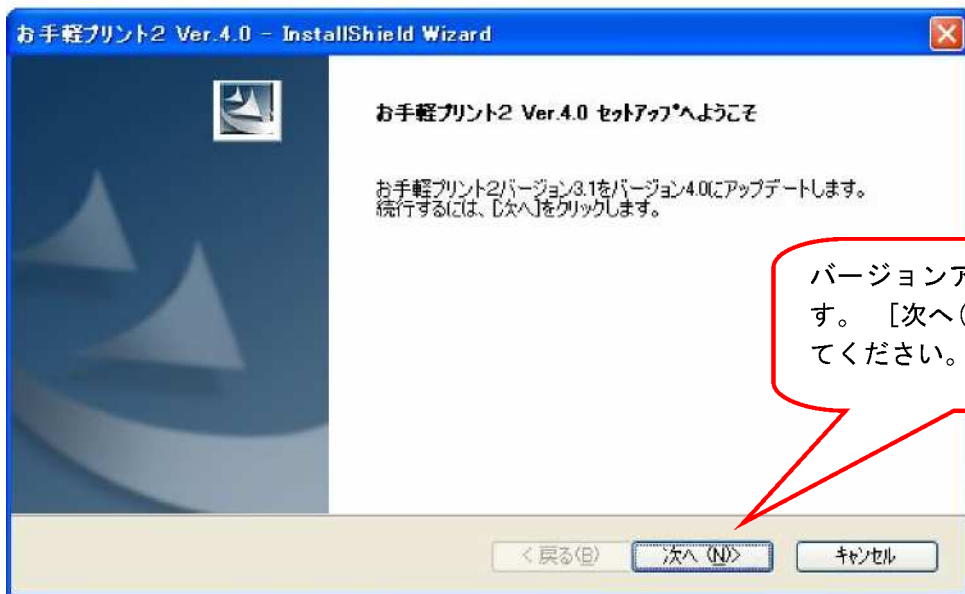 お手軽プリント2 Ver.4.0 - InstallShield Wizard
お手軽プリント2 Ver.4.0 ｾｯﾄｱｯﾌﾟへようこそ
お手軽プリント2バージョン3.1をバージョン4.0にアップデートします。
続行するには、[次へ]をクリックします。
バージョンア
す。 [次へ(
てください。
< 戻る(B)
次へ (N)>
ｷｬﾝｾﾙ